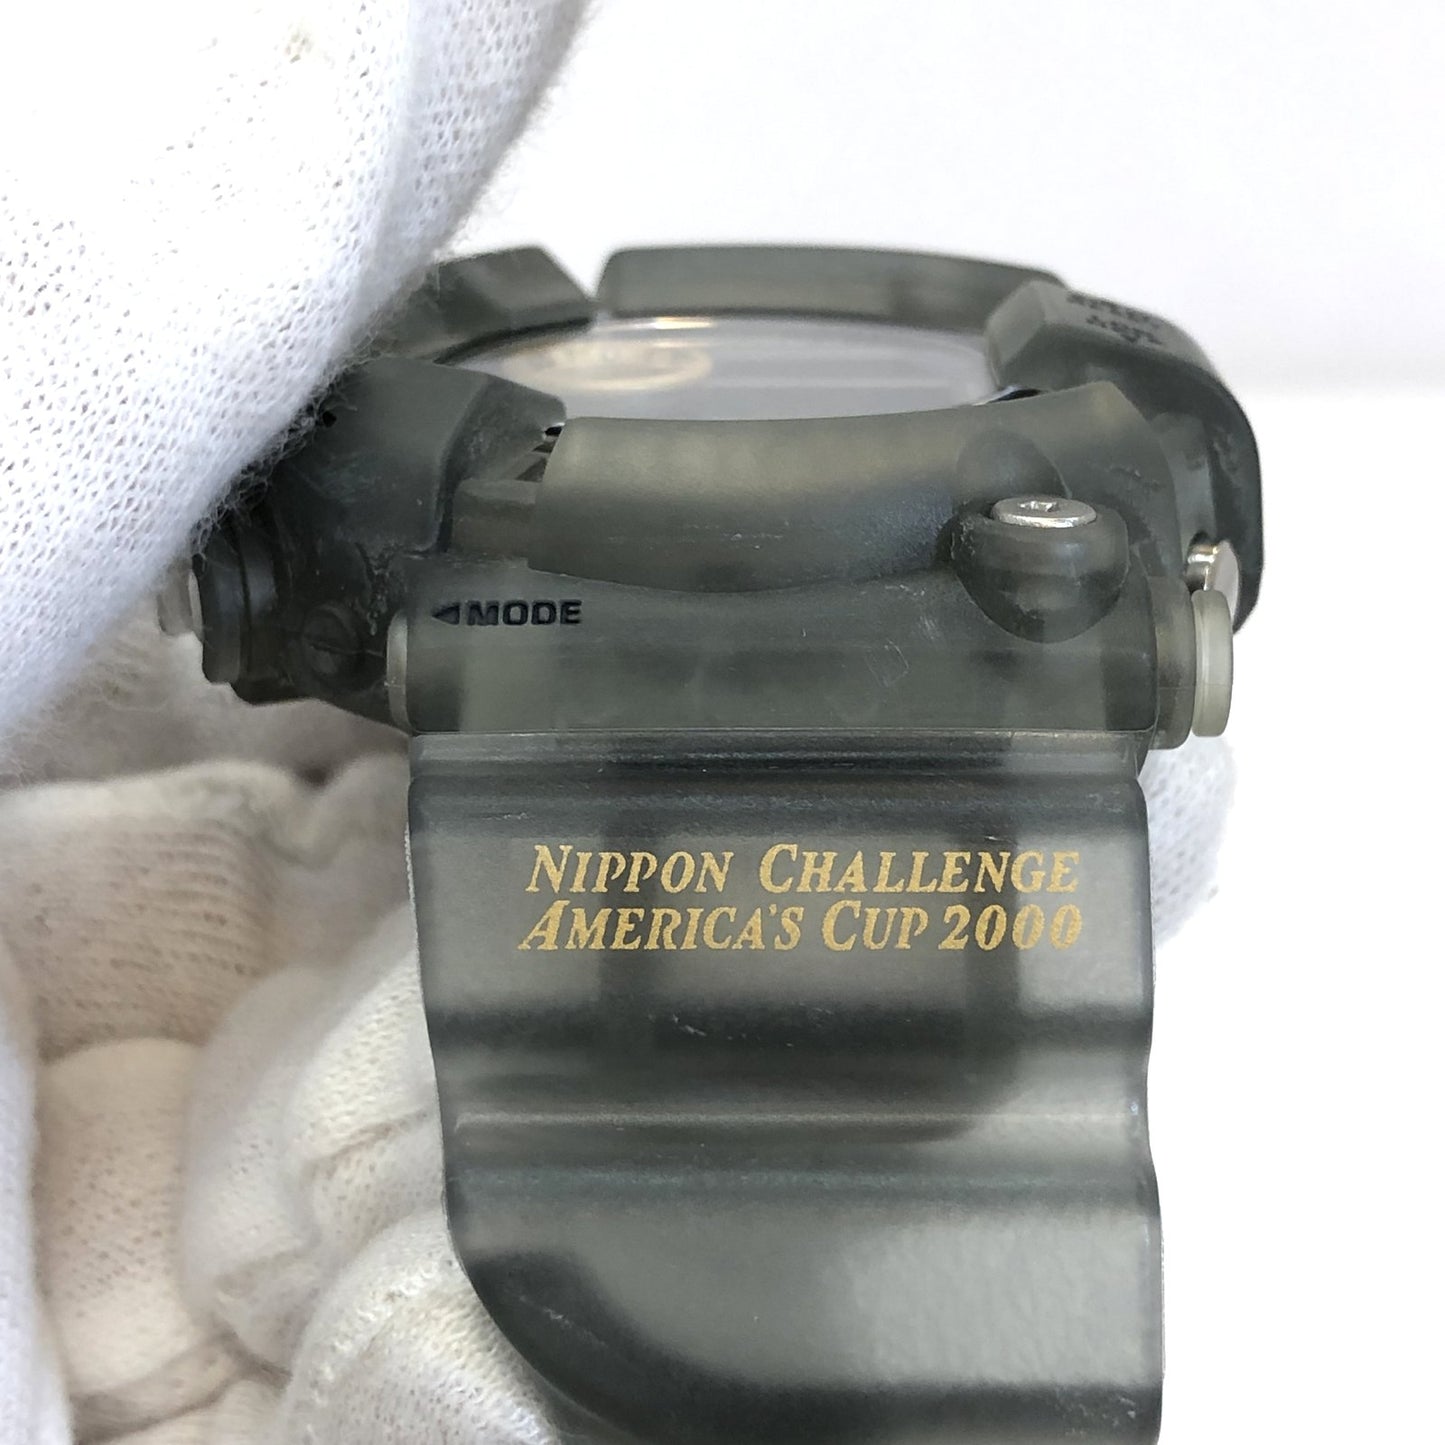 ◀MODE
NIPPON CHALLENGE
AMERICA'S CUP 2000